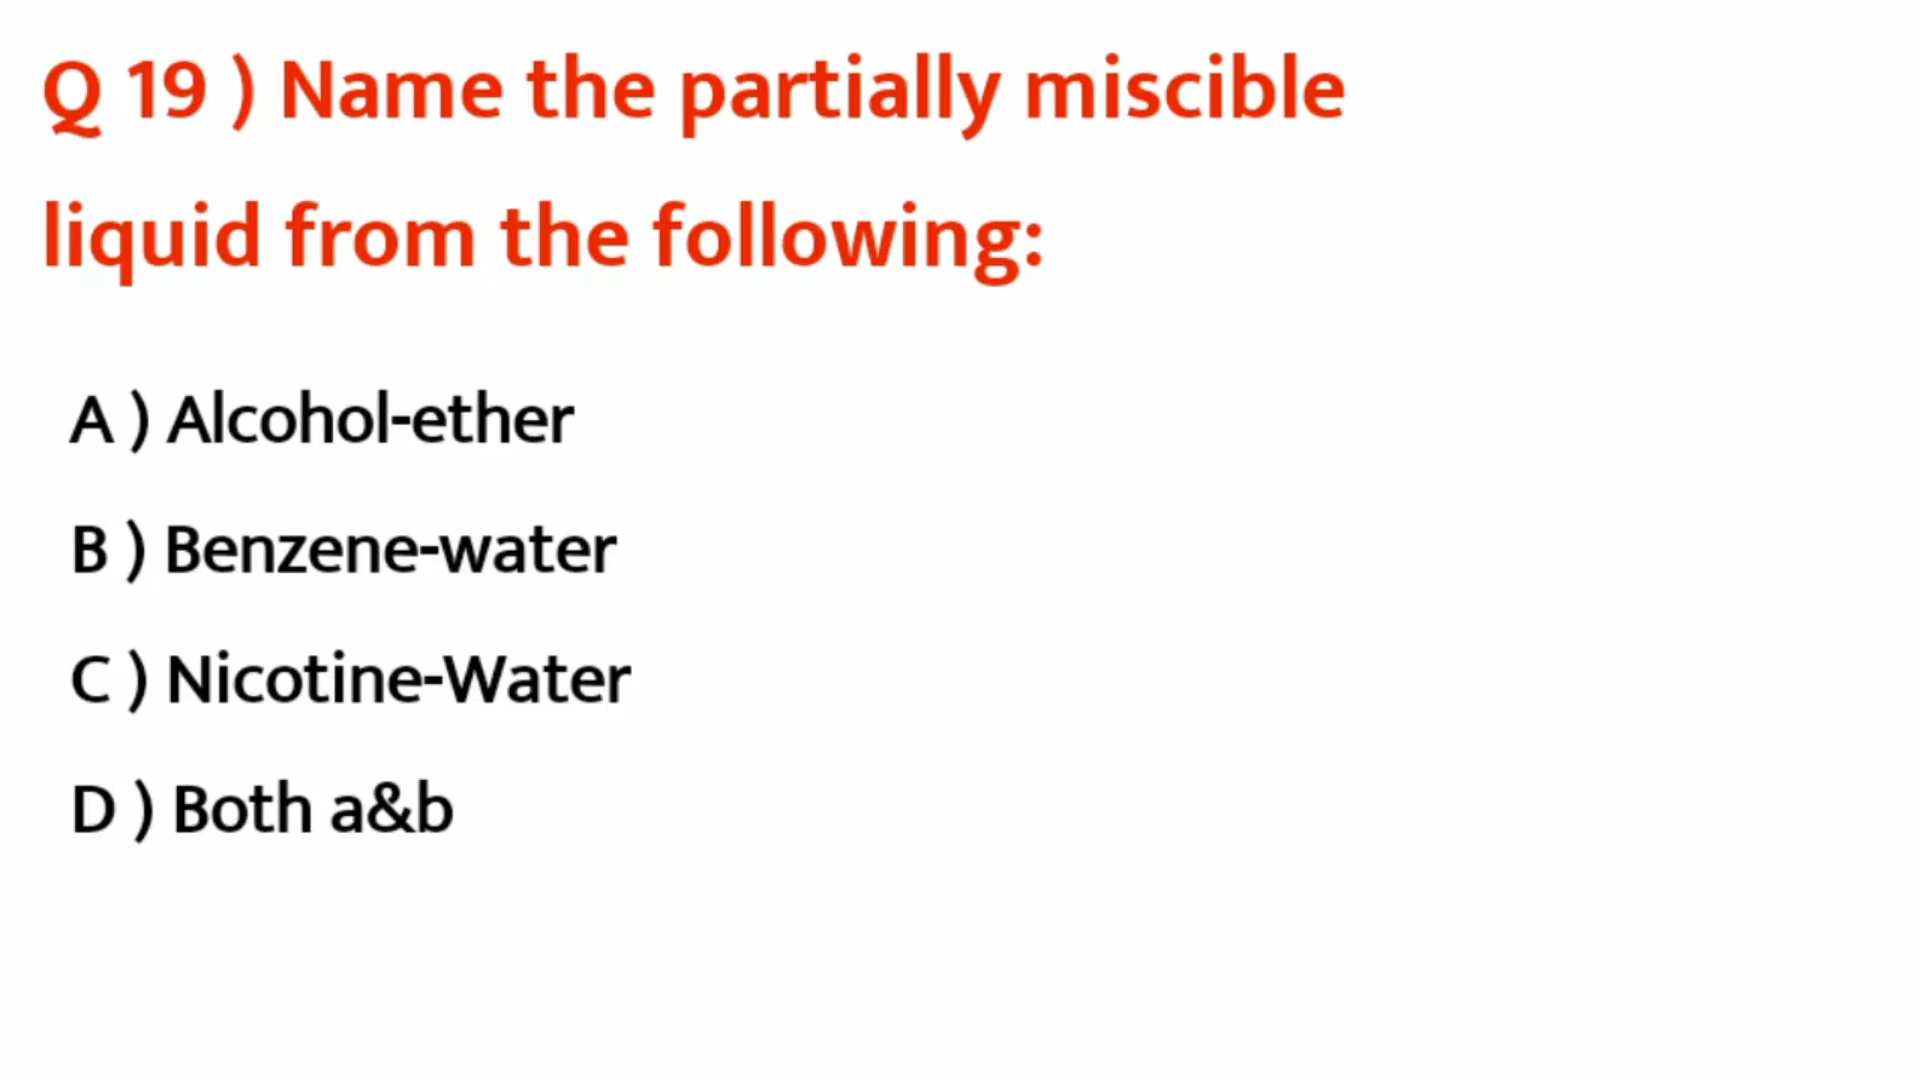 Q 19 ) Name the partially miscible
liquid from the following:
A ) Alcohol-ether
B ) Benzene-water
C ) Nicotine-Water
D ) Both a&b